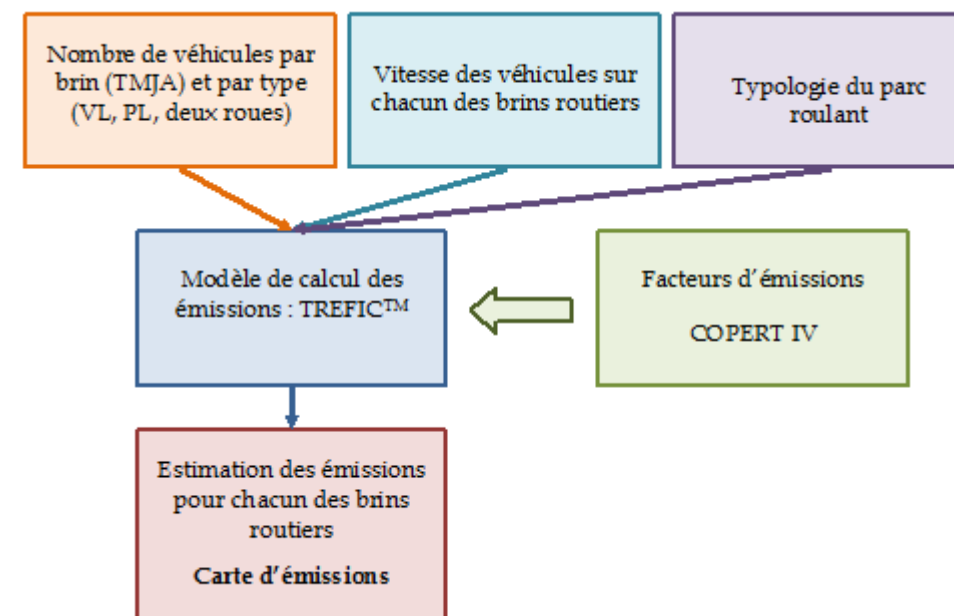 Nombre de véhicules par
brin (TMJA) et par type
(VL, PL, deux roues)
Vitesse des véhicules sur
chacun des brins routiers
Typologie du parc
roulant
Modèle de calcul des
émissions : TREFIC™
Facteurs d'émissions
COPERT IV
Estimation des émissions
pour chacun des brins
routiers
Carte d'émissions